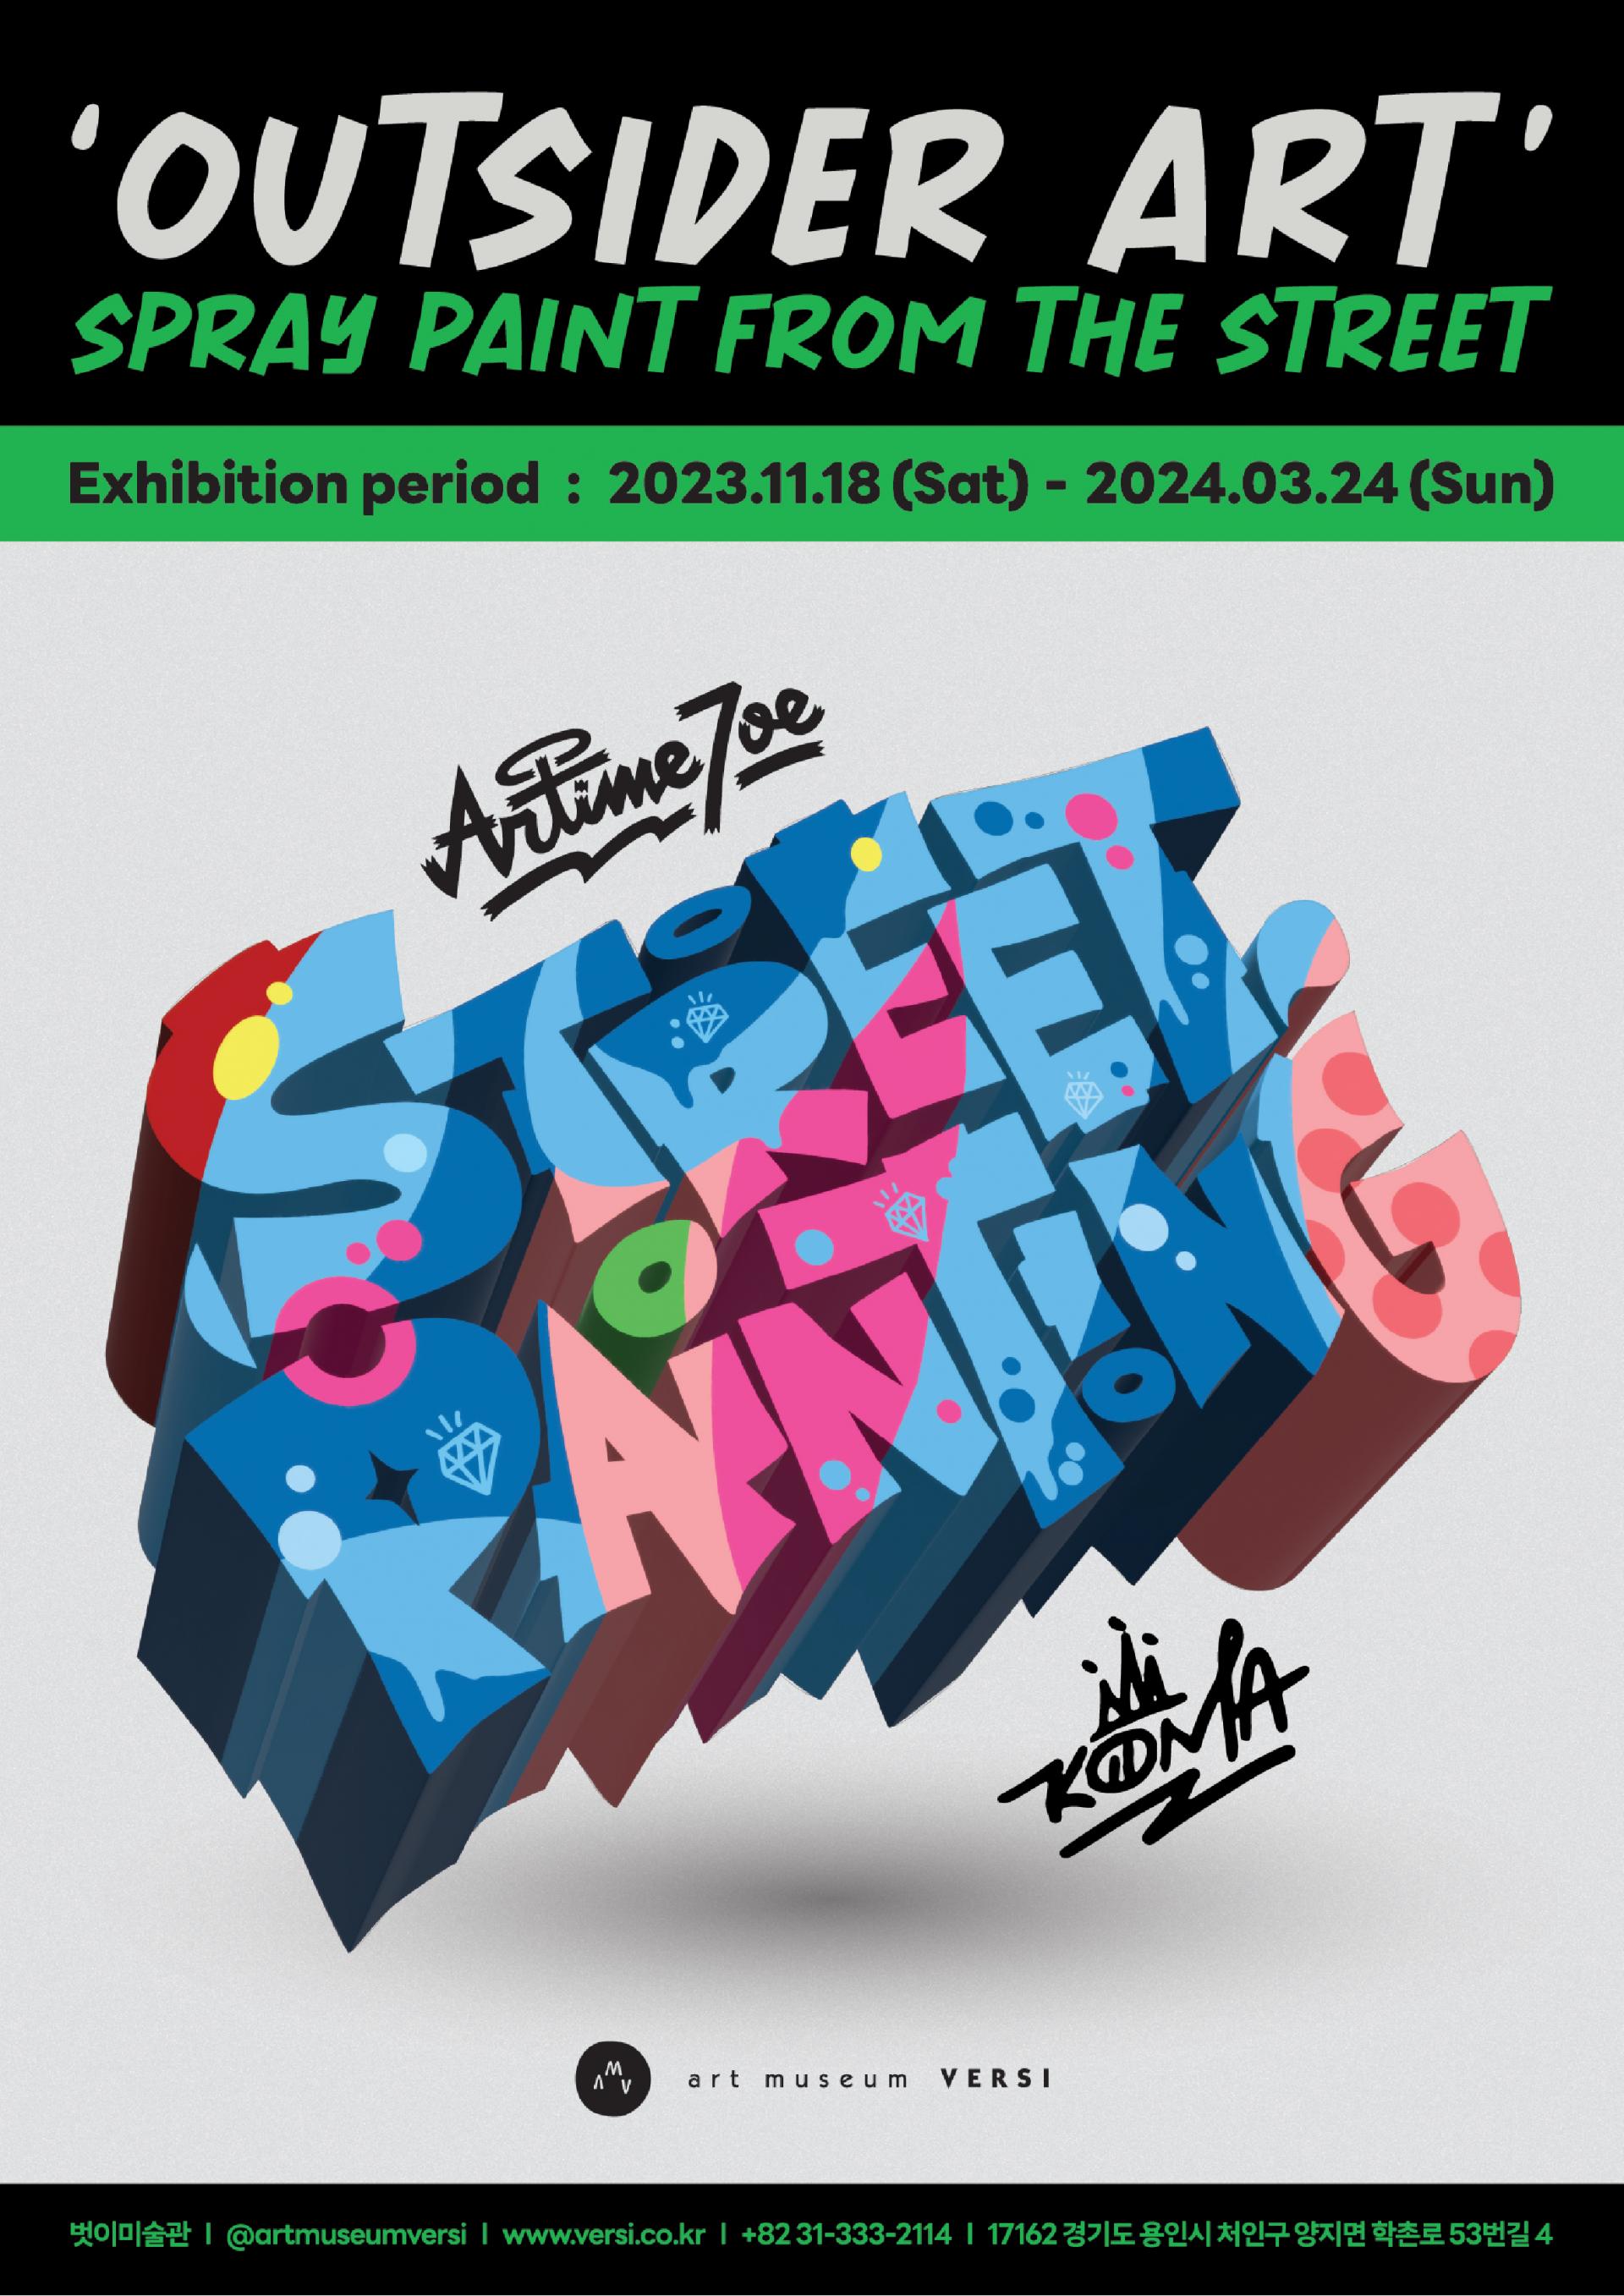 'OUTSIDER ART'
SPRAY PAINT FROM THE STREET
Exhibition period : 2023.11.18 (Sat) - 2024.03.24 (Sun)
Artime Joe
STREET
PAINTING
KOMA
AMV art museum VERSI
벗이미술관 | @artmuseumversi | www.versi.co.kr | +82 31-333-2114 | 17162 경기도 용인시 처인구 양지면 학촌로 53번길 4